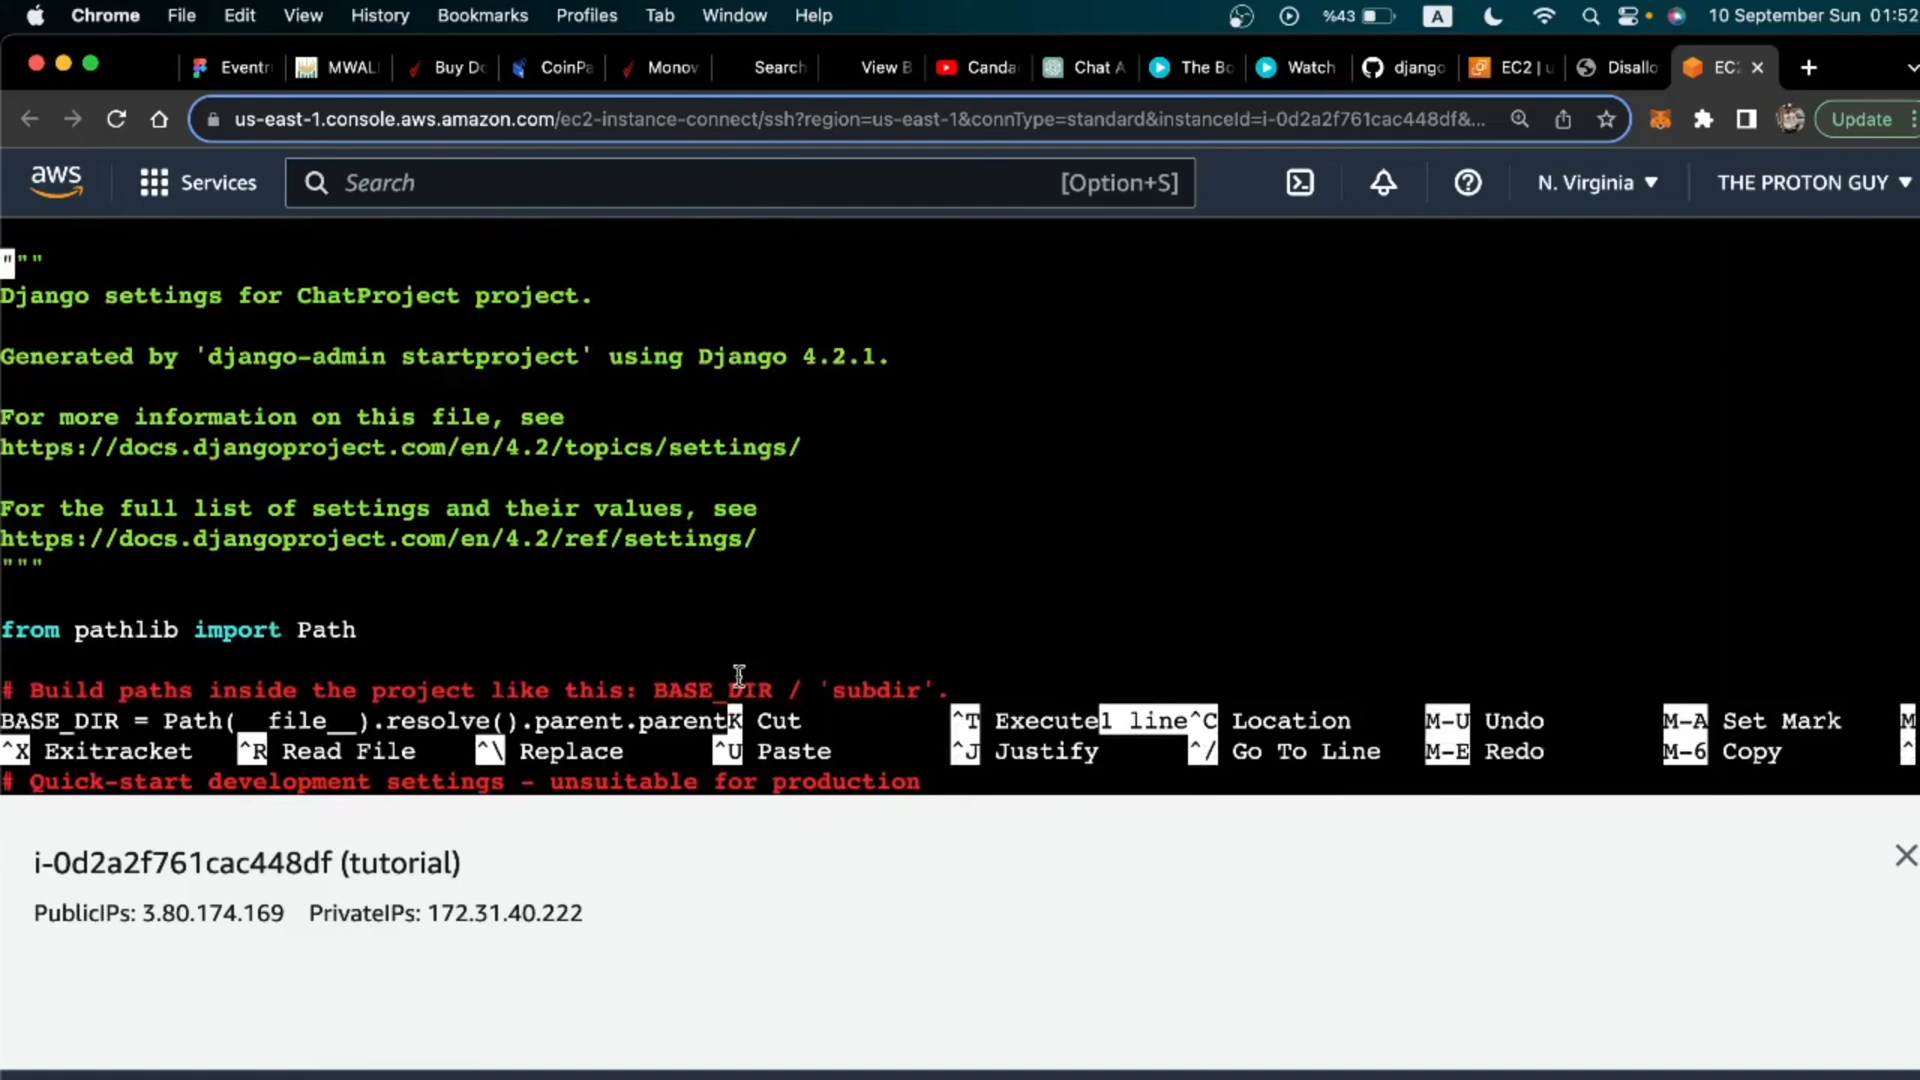 Chrome File Edit View History Bookmarks Profiles Tab Window Help %43 A 10 September Sun 01:52
Eventr MWAL Buy Do CoinPa Monov Search View B Canda Chat A The Bo Watch django EC2 | u Disallo EC2
us-east-1.console.aws.amazon.com/ec2-instance-connect/ssh?region=us-east-1&connType=standard&instanceId=i-0d2a2f761cac448df&... Update
aws Services Search [Option+S] N. Virginia THE PROTON GUY
"""
Django settings for ChatProject project.
Generated by 'django-admin startproject' using Django 4.2.1.
For more information on this file, see
https://docs.djangoproject.com/en/4.2/topics/settings/
For the full list of settings and their values, see
https://docs.djangoproject.com/en/4.2/ref/settings/
"""
from pathlib import Path
# Build paths inside the project like this: BASE_DIR / 'subdir'.
BASE_DIR = Path(__file__).resolve().parent.parentK Cut ^T Execute1 line^C Location M-U Undo M-A Set Mark M
^X Exitracket ^R Read File ^\ Replace ^U Paste ^J Justify ^/ Go To Line M-E Redo M-6 Copy ^
# Quick-start development settings - unsuitable for production
i-0d2a2f761cac448df (tutorial)
PublicIPs: 3.80.174.169 PrivateIPs: 172.31.40.222